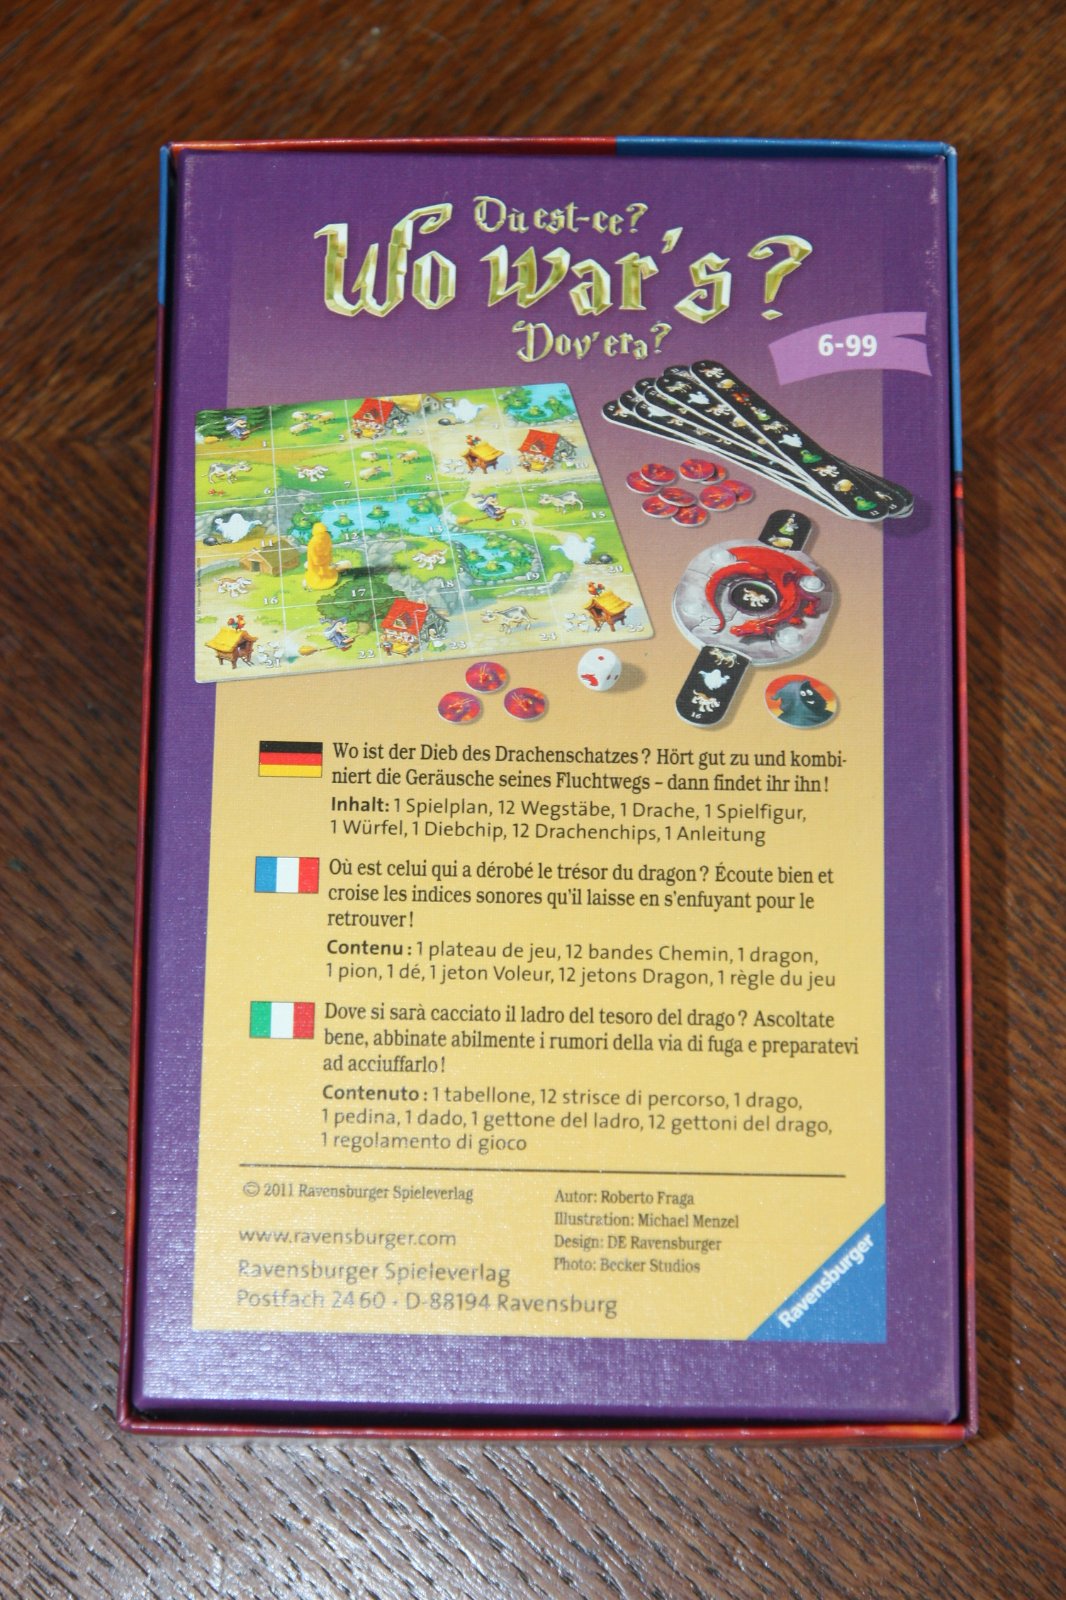 Où est-ce?
Wo war's?
Dov'era?
6-99
Wo ist der Dieb des Drachenschatzes? Hört gut zu und kombi-
niert die Geräusche seines Fluchtwegs – dann findet ihr ihn!
Inhalt: 1 Spielplan, 12 Wegstäbe, 1 Drache, 1 Spielfigur,
1 Würfel, 1 Diebchip, 12 Drachenchips, 1 Anleitung
Où est celui qui a dérobé le trésor du dragon? Écoute bien et
croise les indices sonores qu'il laisse en s'enfuyant pour le
retrouver!
Contenu: 1 plateau de jeu, 12 bandes Chemin, 1 dragon,
1 pion, 1 dé, 1 jeton Voleur, 12 jetons Dragon, 1 règle du jeu
Dove si sarà cacciato il ladro del tesoro del drago? Ascoltate
bene, abbinate abilmente i rumori della via di fuga e preparatevi
ad acciuffarlo!
Contenuto: 1 tabellone, 12 strisce di percorso, 1 drago,
1 pedina, 1 dado, 1 gettone del ladro, 12 gettoni del drago,
1 regolamento di gioco
© 2011 Ravensburger Spieleverlag
www.ravensburger.com
Ravensburger Spieleverlag
Postfach 24 60 · D-88194 Ravensburg
Autor: Roberto Fraga
Illustration: Michael Menzel
Design: DE Ravensburger
Photo: Becker Studios
Ravensburger